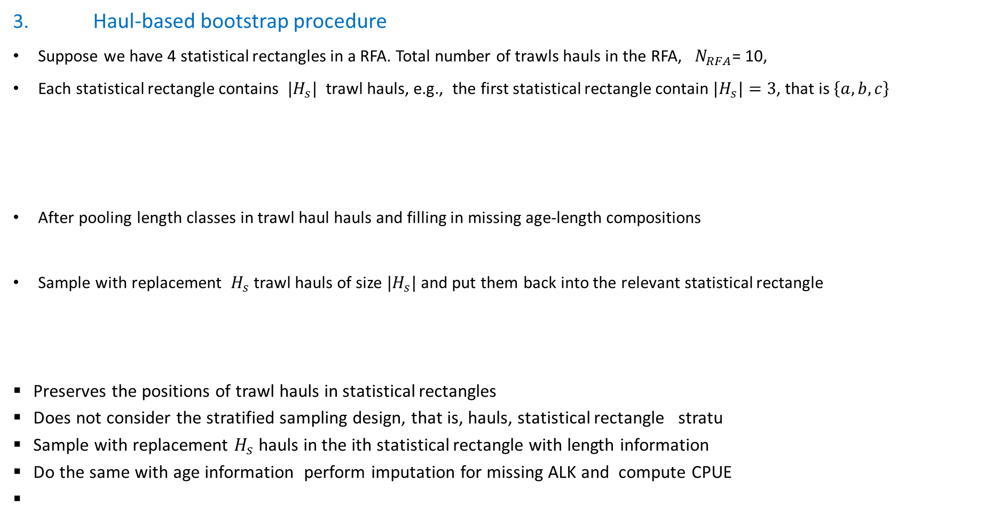 3. Haul-based bootstrap procedure
• Suppose we have 4 statistical rectangles in a RFA. Total number of trawls hauls in the RFA, $N_{RFA}$= 10,
• Each statistical rectangle contains $|H_s|$ trawl hauls, e.g., the first statistical rectangle contain $|H_s| = 3$, that is $\{a, b, c\}$
• After pooling length classes in trawl haul hauls and filling in missing age-length compositions
• Sample with replacement $H_s$ trawl hauls of size $|H_s|$ and put them back into the relevant statistical rectangle
▪ Preserves the positions of trawl hauls in statistical rectangles
▪ Does not consider the stratified sampling design, that is, hauls, statistical rectangle stratu
▪ Sample with replacement $H_s$ hauls in the ith statistical rectangle with length information
▪ Do the same with age information perform imputation for missing ALK and compute CPUE
▪